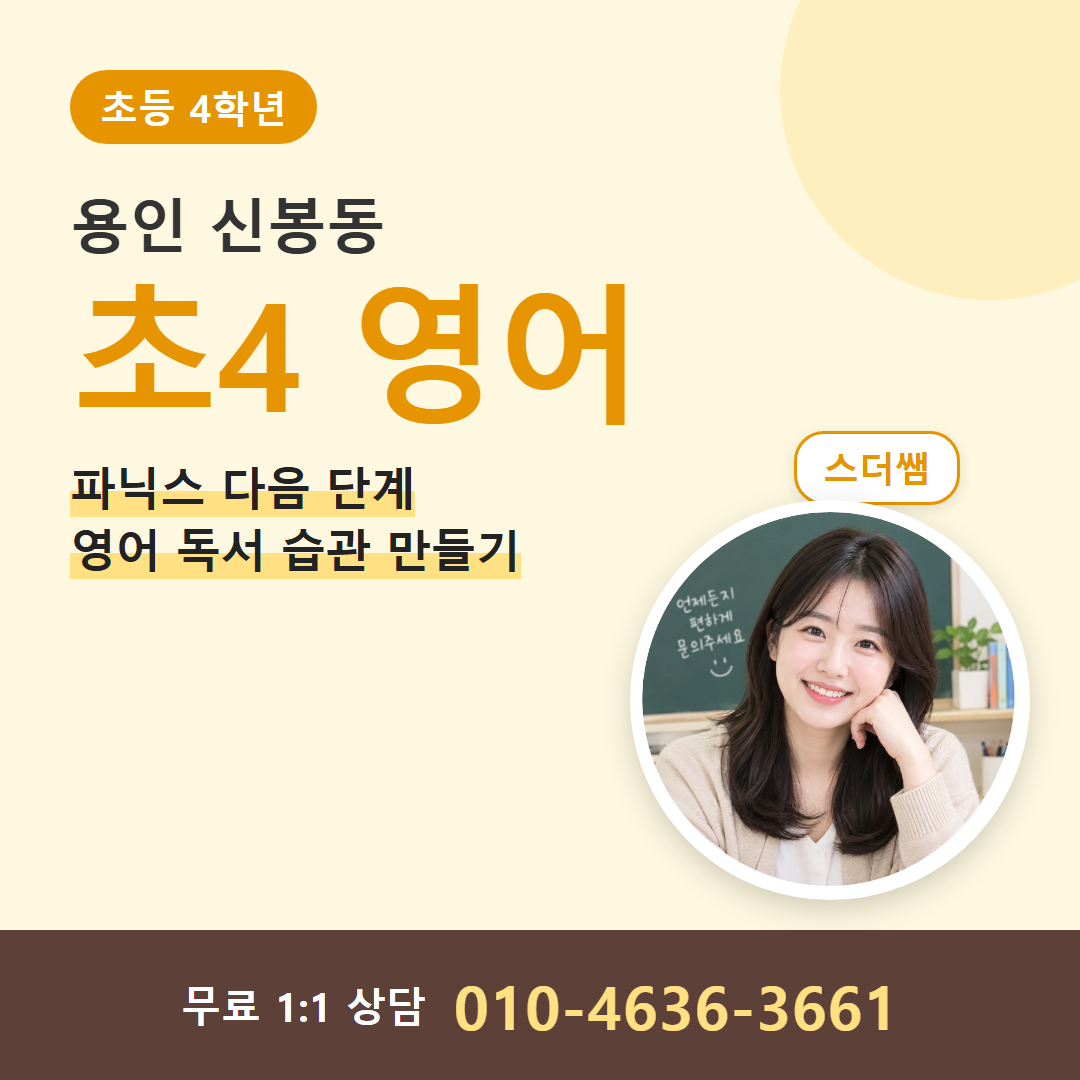 초등 4학년
용인 신봉동
초4 영어
파닉스 다음 단계
영어 독서 습관 만들기
스더쌤
언제든지
편하게
문의주세요
무료 1:1 상담 010-4636-3661